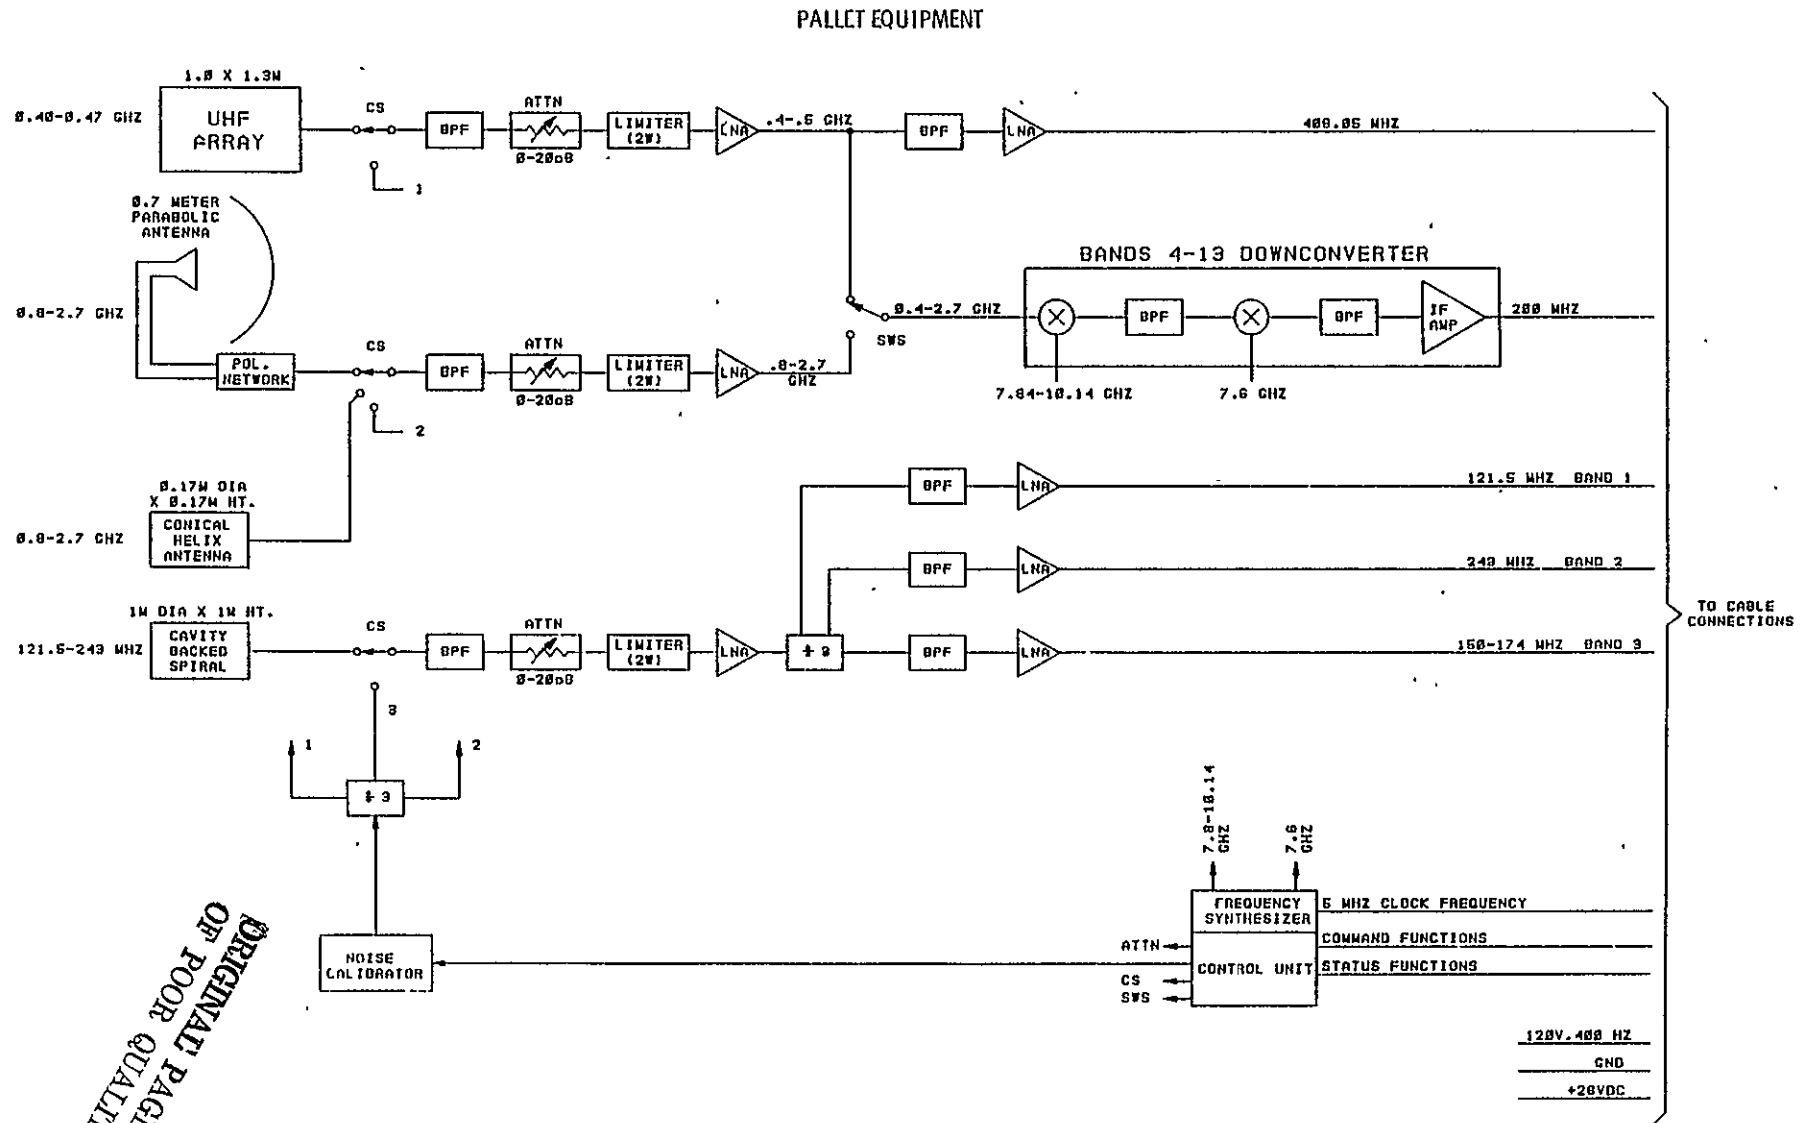 PALLET EQUIPMENT
1.0 X 1.3M
0.40-0.47 GHZ
UHF
ARRAY
CS
BPF
ATTN
0-20DB
LIMITER
(2W)
LNA
.4-.5 GHZ
BPF
LNA
406.05 MHZ
1
0.7 METER
PARABOLIC
ANTENNA
0.8-2.7 GHZ
POL.
NETWORK
CS
BPF
ATTN
0-20DB
LIMITER
(2W)
LNA
.8-2.7
GHZ
2
SWS
0.4-2.7 GHZ
BANDS 4-13 DOWNCONVERTER
BPF
BPF
IF
AMP
200 MHZ
7.84-10.14 GHZ
7.6 GHZ
0.17M DIA
X 0.17M HT.
0.8-2.7 GHZ
CONICAL
HELIX
ANTENNA
BPF
LNA
121.5 MHZ BAND 1
BPF
LNA
243 MHZ BAND 2
1M DIA X 1M HT.
121.5-243 MHZ
CAVITY
BACKED
SPIRAL
CS
BPF
ATTN
0-20DB
LIMITER
(2W)
LNA
÷ 3
BPF
LNA
150-174 MHZ BAND 3
TO CABLE
CONNECTIONS
3
1
2
÷ 3
NOISE
CALIBRATOR
7.8-10.14
GHZ
7.6
GHZ
FREQUENCY
SYNTHESIZER
5 MHZ CLOCK FREQUENCY
ATTN
CONTROL UNIT
COMMAND FUNCTIONS
STATUS FUNCTIONS
CS
SWS
120V.400 HZ
GND
+28VDC
ORIGINAL PAGE
OF POOR QUALIT